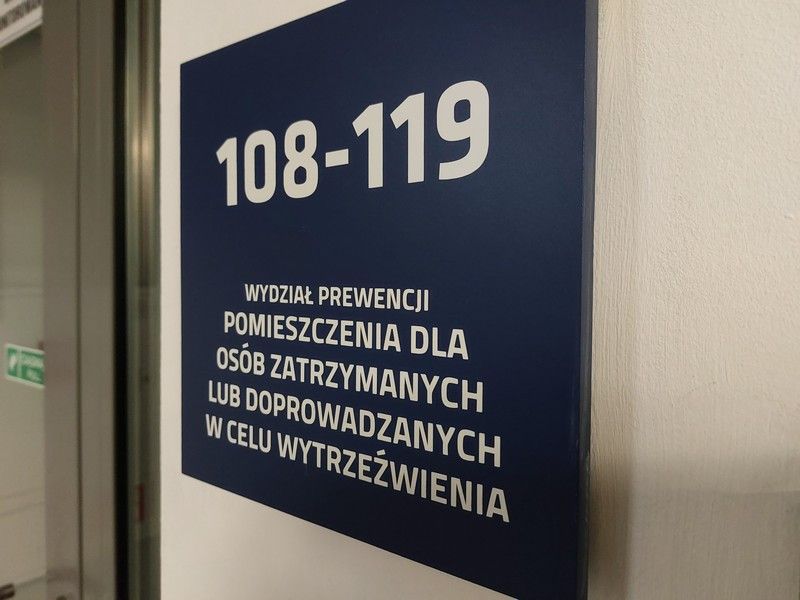 108-119
WYDZIAŁ PREWENCJI
POMIESZCZENIA DLA
OSÓB ZATRZYMANYCH
LUB DOPROWADZANYCH
W CELU WYTRZEŹWIENIA